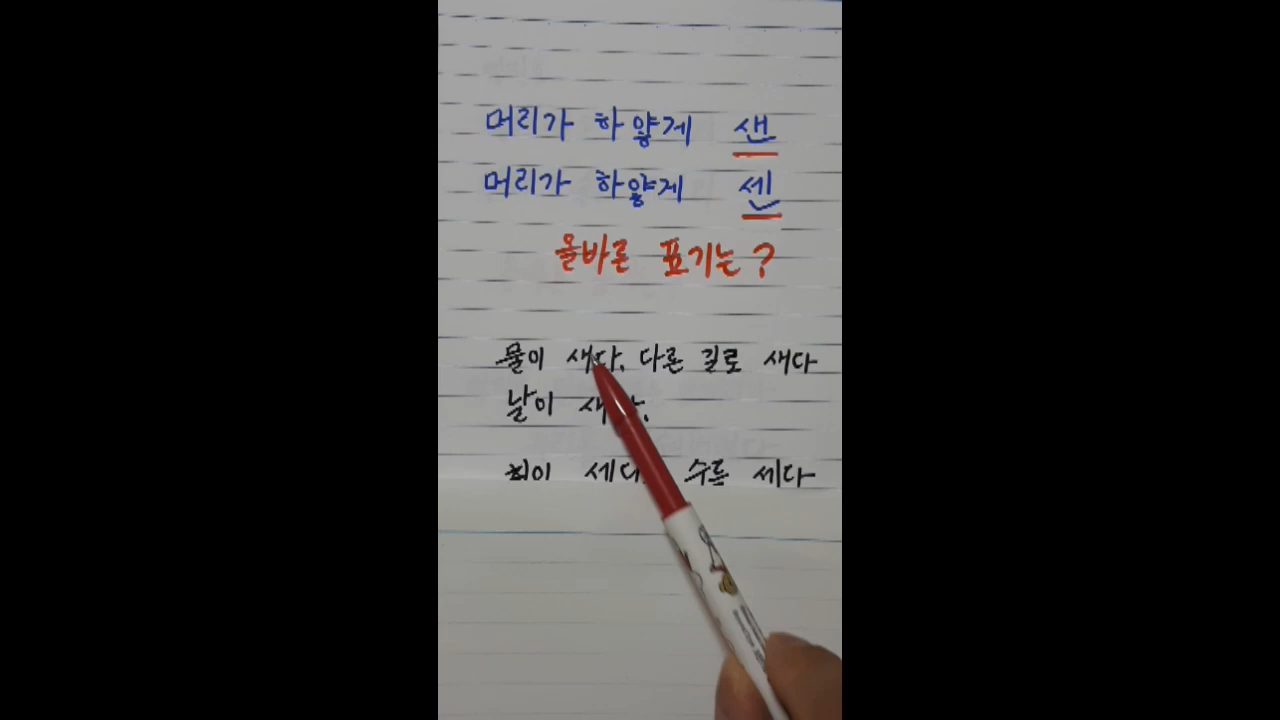 머리가 하얗게 샌
머리가 하얗게 센
올바른 표기는?
물이 새다. 다른 길로 새다
날이
힘이 수를 세다